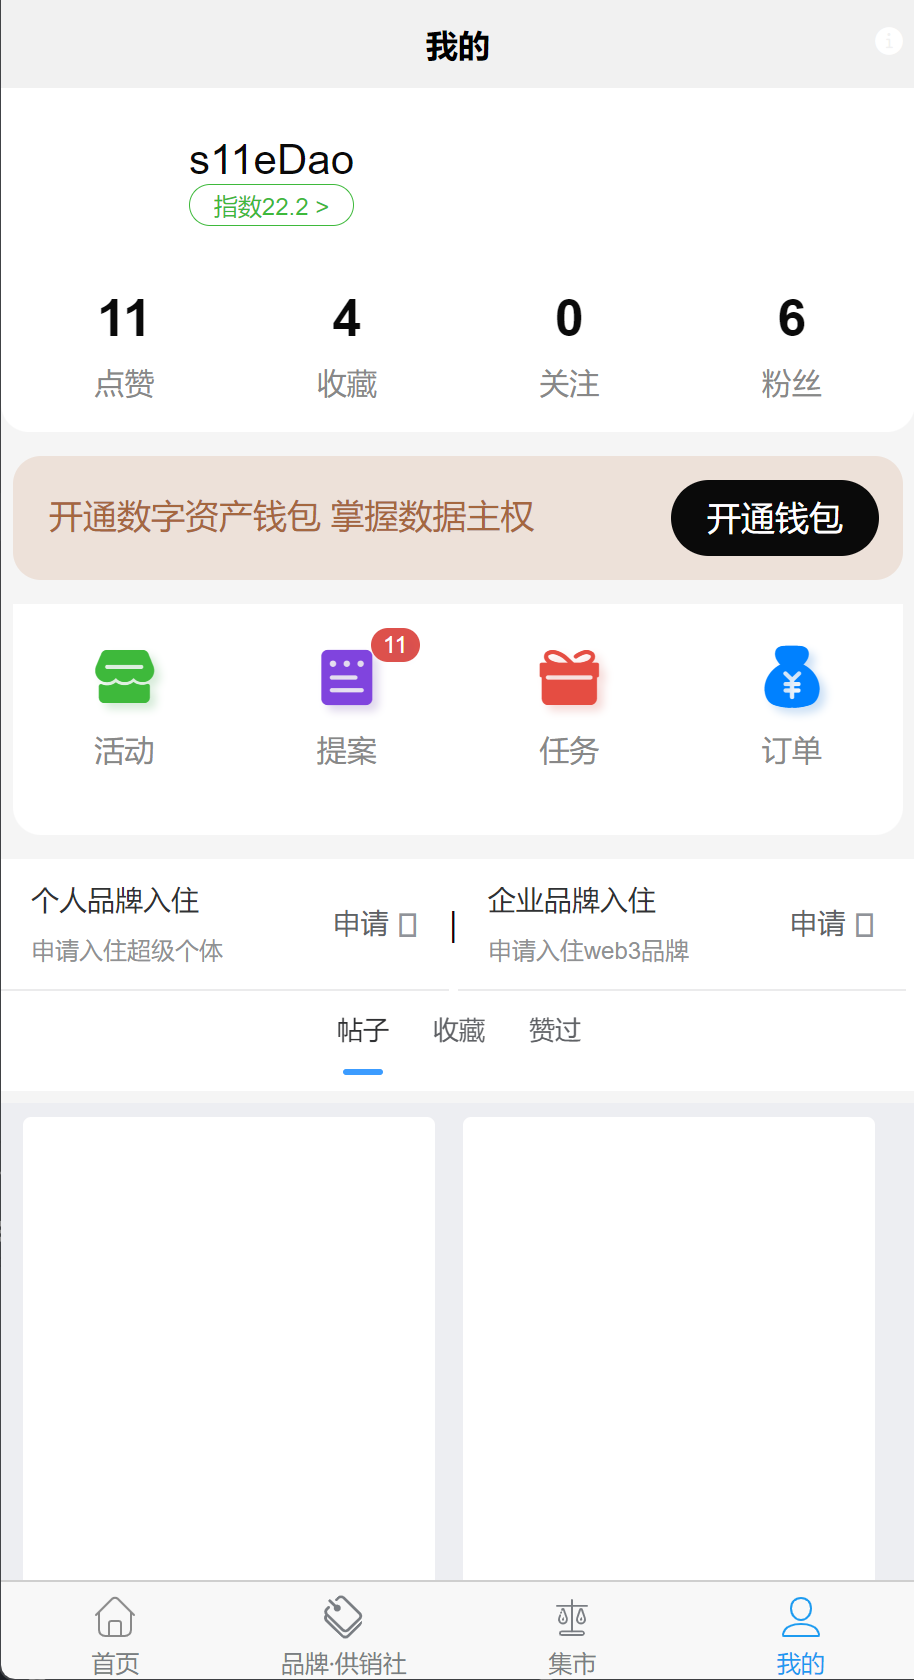 我的
s11eDao
指数22.2 >
11 4 0 6
点赞 收藏 关注 粉丝
开通数字资产钱包 掌握数据主权 开通钱包
11
活动 提案 任务 订单
个人品牌入住 申请 | 企业品牌入住 申请
申请入住超级个体 申请入住web3品牌
帖子 收藏 赞过
首页 品牌·供销社 集市 我的